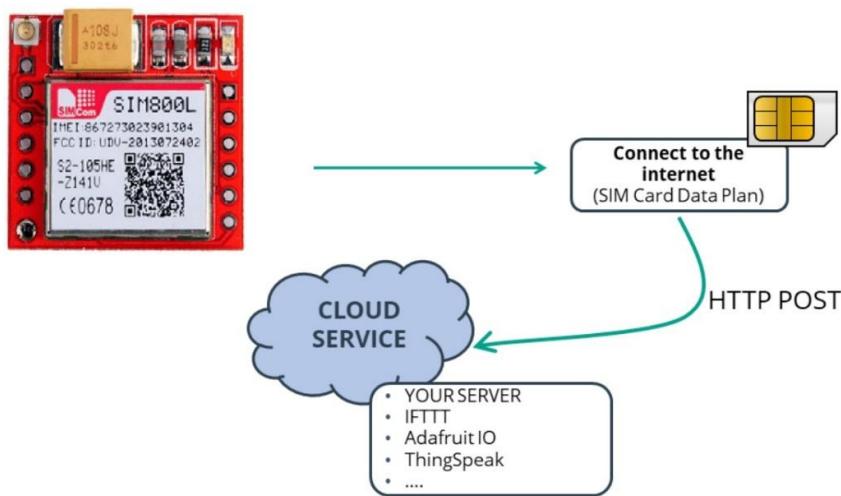 A108J
302t6
SIMCom
SIM800L
IMEI:867273023901304
FCC ID: UDV-2013072402
S2-105HE
-Z141U
CE0678
Connect to the
internet
(SIM Card Data Plan)
HTTP POST
CLOUD
SERVICE
• YOUR SERVER
• IFTTT
• Adafruit IO
• ThingSpeak
• ....